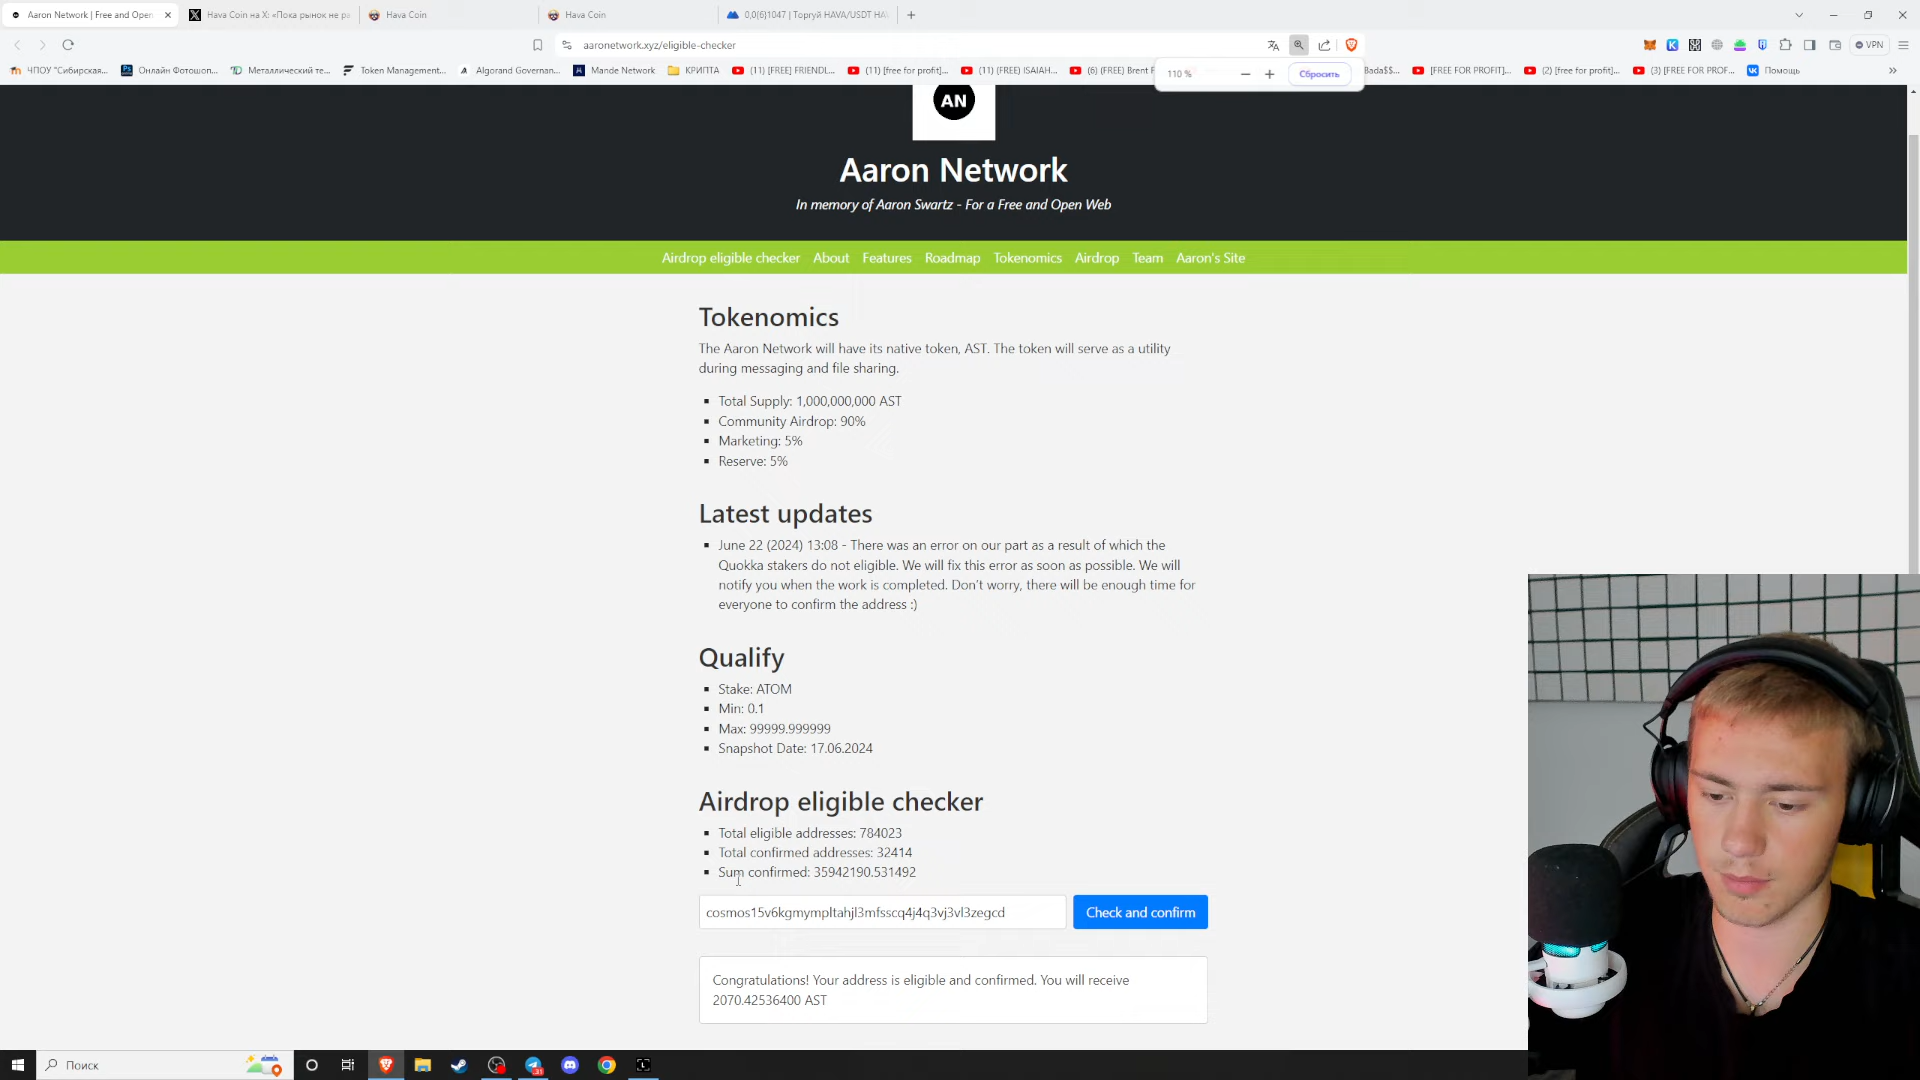 Aaron Network | Free and Open
Hava Coin на X: «Пока рынок не ра
Hava Coin
Hava Coin
0,0(6)1047 | Торгуй HAVA/USDT HA
aaronetwork.xyz/eligible-checker
VPN
ЧПОУ "Сибирская...
Онлайн Фотошоп...
Металлический те...
Token Management...
Algorand Governan...
Mande Network
КРИПТА
(11) [FREE] FRIENDL...
(11) [free for profit]...
(11) (FREE) ISAIAH...
(6) (FREE) Brent F
Bada$$...
[FREE FOR PROFIT]...
(2) [free for profit]...
(3) [FREE FOR PROF...
Помощь
110 %
Сбросить
AN
Aaron Network
In memory of Aaron Swartz - For a Free and Open Web
Airdrop eligible checker About Features Roadmap Tokenomics Airdrop Team Aaron's Site
Tokenomics
The Aaron Network will have its native token, AST. The token will serve as a utility
during messaging and file sharing.
Total Supply: 1,000,000,000 AST
Community Airdrop: 90%
Marketing: 5%
Reserve: 5%
Latest updates
June 22 (2024) 13:08 - There was an error on our part as a result of which the
Quokka stakers do not eligible. We will fix this error as soon as possible. We will
notify you when the work is completed. Don't worry, there will be enough time for
everyone to confirm the address :)
Qualify
Stake: ATOM
Min: 0.1
Max: 99999.999999
Snapshot Date: 17.06.2024
Airdrop eligible checker
Total eligible addresses: 784023
Total confirmed addresses: 32414
Sum confirmed: 35942190.531492
cosmos15v6kgmympltahjl3mfsscq4j4q3vj3vl3zegcd
Check and confirm
Congratulations! Your address is eligible and confirmed. You will receive
2070.42536400 AST
Поиск
31